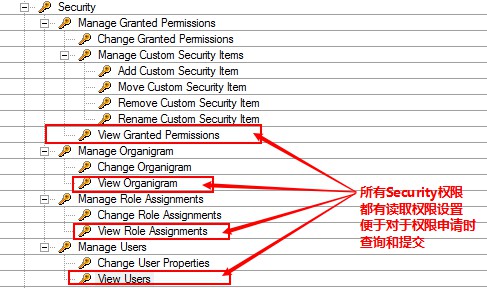 Security
Manage Granted Permissions
Change Granted Permissions
Manage Custom Security Items
Add Custom Security Item
Move Custom Security Item
Remove Custom Security Item
Rename Custom Security Item
View Granted Permissions
Manage Organigram
Change Organigram
View Organigram
Manage Role Assignments
Change Role Assignments
View Role Assignments
Manage Users
Change User Properties
View Users
所有Security权限
都有读取权限设置
便于对于权限申请时
查询和提交